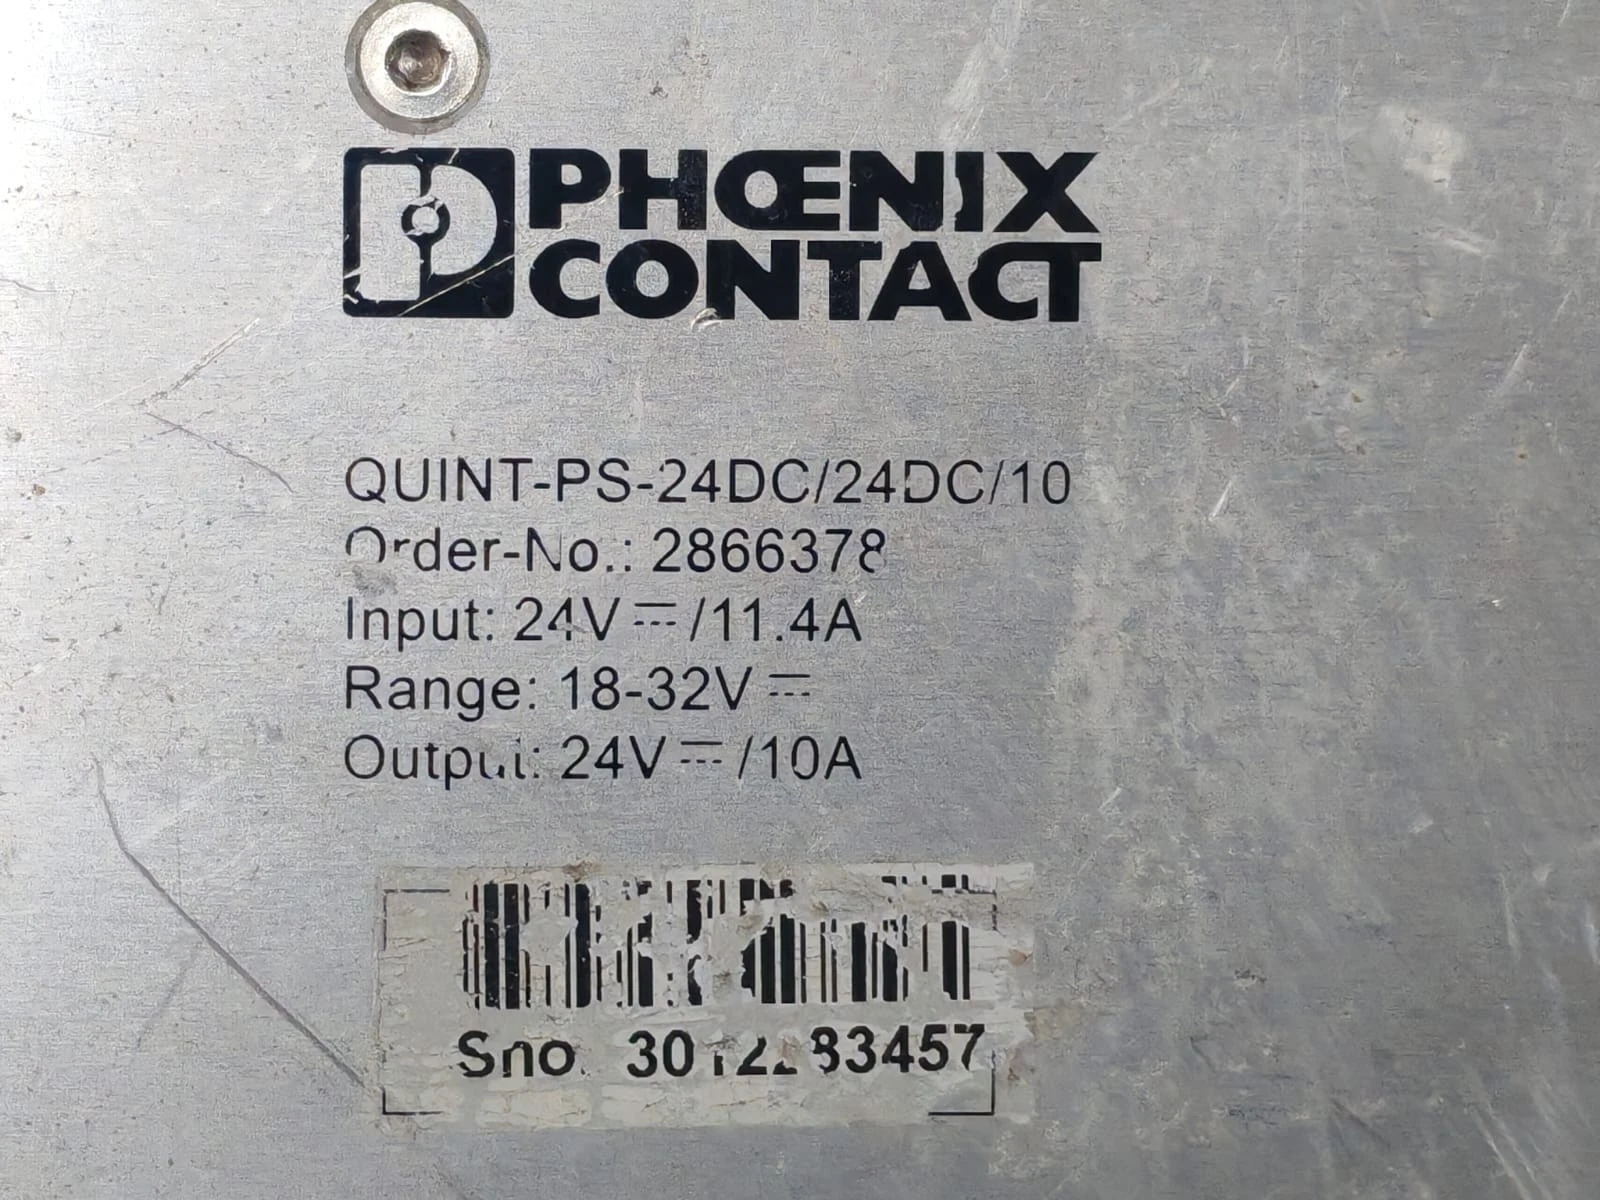 PHŒNIX
CONTACT
QUINT-PS-24DC/24DC/10
Order-No.: 2866378
Input: 24V⎓/11.4A
Range: 18-32V⎓
Output: 24V⎓/10A
Sno.